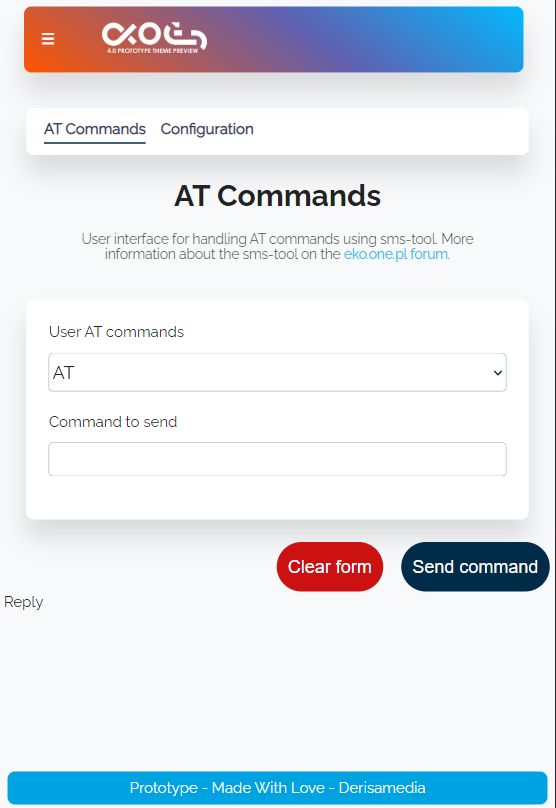 4.0 PROTOTYPE THEME PREVIEW
AT Commands Configuration
AT Commands
User interface for handling AT commands using sms-tool. More
information about the sms-tool on the eko.one.pl forum.
User AT commands
AT
Command to send
Clear form Send command
Reply
Prototype - Made With Love - Derisamedia